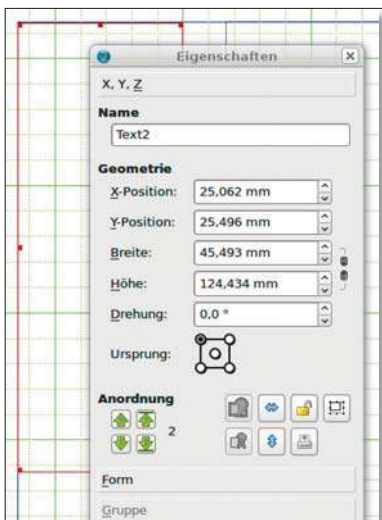 Eigenschaften
X, Y, Z
Name
Text2
Geometrie
X-Position: 25,062 mm
Y-Position: 25,496 mm
Breite: 45,493 mm
Höhe: 124,434 mm
Drehung: 0,0 °
Ursprung:
Anordnung
2
Form
Gruppe